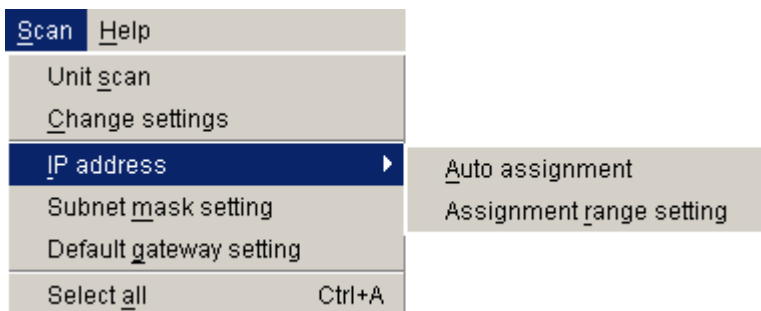 Scan Help
Unit scan
Change settings
IP address
Auto assignment
Subnet mask setting
Assignment range setting
Default gateway setting
Select all Ctrl+A